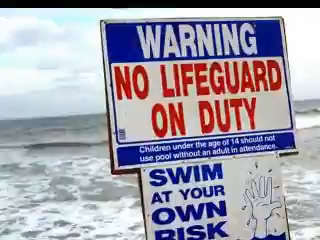 WARNING
NO LIFEGUARD
ON DUTY
Children under the age of 14 should not
use pool without an adult in attendance.
SWIM
AT YOUR
OWN
RISK